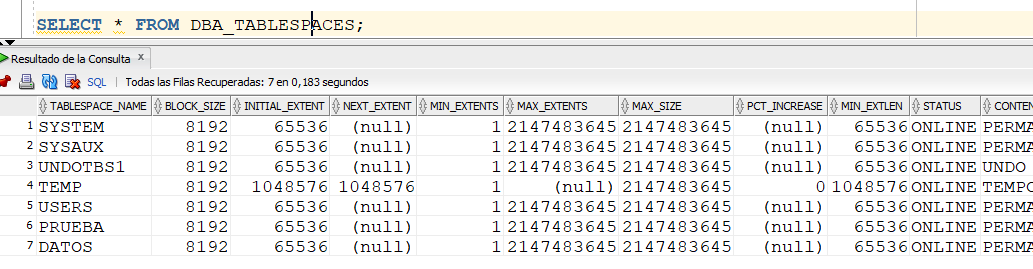 SELECT * FROM DBA_TABLESPACES;
Resultado de la Consulta x
SQL | Todas las Filas Recuperadas: 7 en 0,183 segundos
TABLESPACE_NAME BLOCK_SIZE INITIAL_EXTENT NEXT_EXTENT MIN_EXTENTS MAX_EXTENTS MAX_SIZE PCT_INCREASE MIN_EXTLEN STATUS CONTEN
1 SYSTEM 8192 65536 (null) 1 2147483645 2147483645 (null) 65536 ONLINE PERMA
2 SYSAUX 8192 65536 (null) 1 2147483645 2147483645 (null) 65536 ONLINE PERMA
3 UNDOTBS1 8192 65536 (null) 1 2147483645 2147483645 (null) 65536 ONLINE UNDO
4 TEMP 8192 1048576 1048576 1 (null) 2147483645 0 1048576 ONLINE TEMPO
5 USERS 8192 65536 (null) 1 2147483645 2147483645 (null) 65536 ONLINE PERMA
6 PRUEBA 8192 65536 (null) 1 2147483645 2147483645 (null) 65536 ONLINE PERMA
7 DATOS 8192 65536 (null) 1 2147483645 2147483645 (null) 65536 ONLINE PERMA